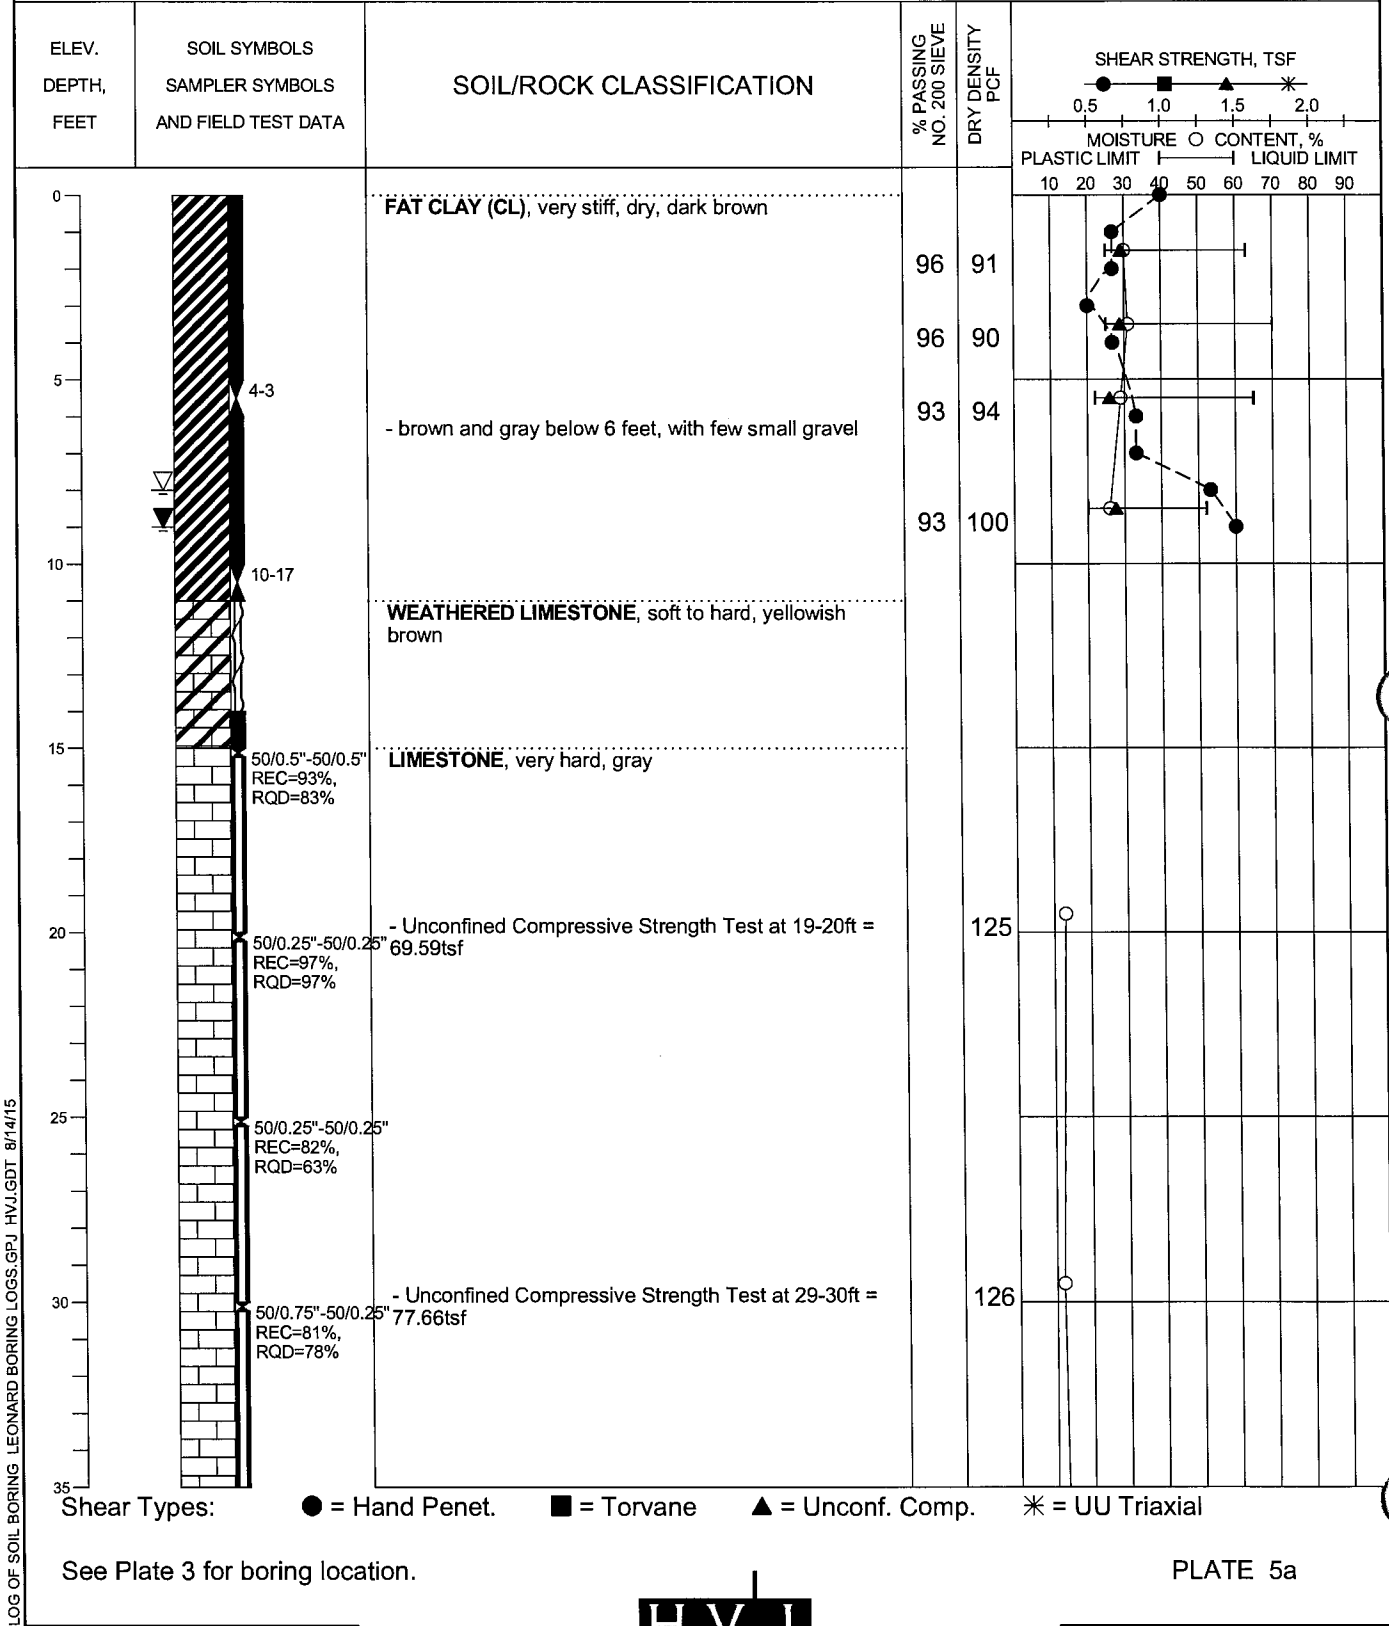 ELEV.
DEPTH,
FEET
SOIL SYMBOLS
SAMPLER SYMBOLS
AND FIELD TEST DATA
SOIL/ROCK CLASSIFICATION
% PASSING
NO. 200 SIEVE
DRY DENSITY
PCF
SHEAR STRENGTH, TSF
0.5 1.0 1.5 2.0
MOISTURE CONTENT, %
PLASTIC LIMIT LIQUID LIMIT
10 20 30 40 50 60 70 80 90
0
FAT CLAY (CL), very stiff, dry, dark brown
96 91
96 90
5
4-3
93 94
- brown and gray below 6 feet, with few small gravel
93 100
10
10-17
WEATHERED LIMESTONE, soft to hard, yellowish
brown
15
50/0.5"-50/0.5"
REC=93%,
RQD=83%
LIMESTONE, very hard, gray
- Unconfined Compressive Strength Test at 19-20ft =
69.59tsf
125
20
50/0.25"-50/0.25"
REC=97%,
RQD=97%
25
50/0.25"-50/0.25"
REC=82%,
RQD=63%
- Unconfined Compressive Strength Test at 29-30ft =
77.66tsf
126
30
50/0.75"-50/0.25"
REC=81%,
RQD=78%
35
Shear Types: = Hand Penet. = Torvane = Unconf. Comp. = UU Triaxial
See Plate 3 for boring location.
PLATE 5a
LOG OF SOIL BORING LEONARD BORING LOGS.GPJ HVJ.GDT 8/14/15
H V J